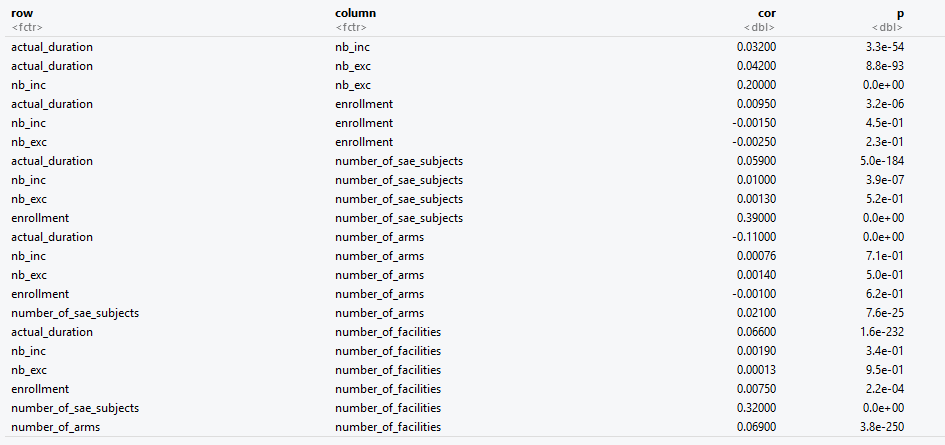 row column cor p
<fctr> <fctr> <dbl> <dbl>
actual_duration nb_inc 0.03200 3.3e-54
actual_duration nb_exc 0.04200 8.8e-93
nb_inc nb_exc 0.20000 0.0e+00
actual_duration enrollment 0.00950 3.2e-06
nb_inc enrollment -0.00150 4.5e-01
nb_exc enrollment -0.00250 2.3e-01
actual_duration number_of_sae_subjects 0.05900 5.0e-184
nb_inc number_of_sae_subjects 0.01000 3.9e-07
nb_exc number_of_sae_subjects 0.00130 5.2e-01
enrollment number_of_sae_subjects 0.39000 0.0e+00
actual_duration number_of_arms -0.11000 0.0e+00
nb_inc number_of_arms 0.00076 7.1e-01
nb_exc number_of_arms 0.00140 5.0e-01
enrollment number_of_arms -0.00100 6.2e-01
number_of_sae_subjects number_of_arms 0.02100 7.6e-25
actual_duration number_of_facilities 0.06600 1.6e-232
nb_inc number_of_facilities 0.00190 3.4e-01
nb_exc number_of_facilities 0.00013 9.5e-01
enrollment number_of_facilities 0.00750 2.2e-04
number_of_sae_subjects number_of_facilities 0.32000 0.0e+00
number_of_arms number_of_facilities 0.06900 3.8e-250